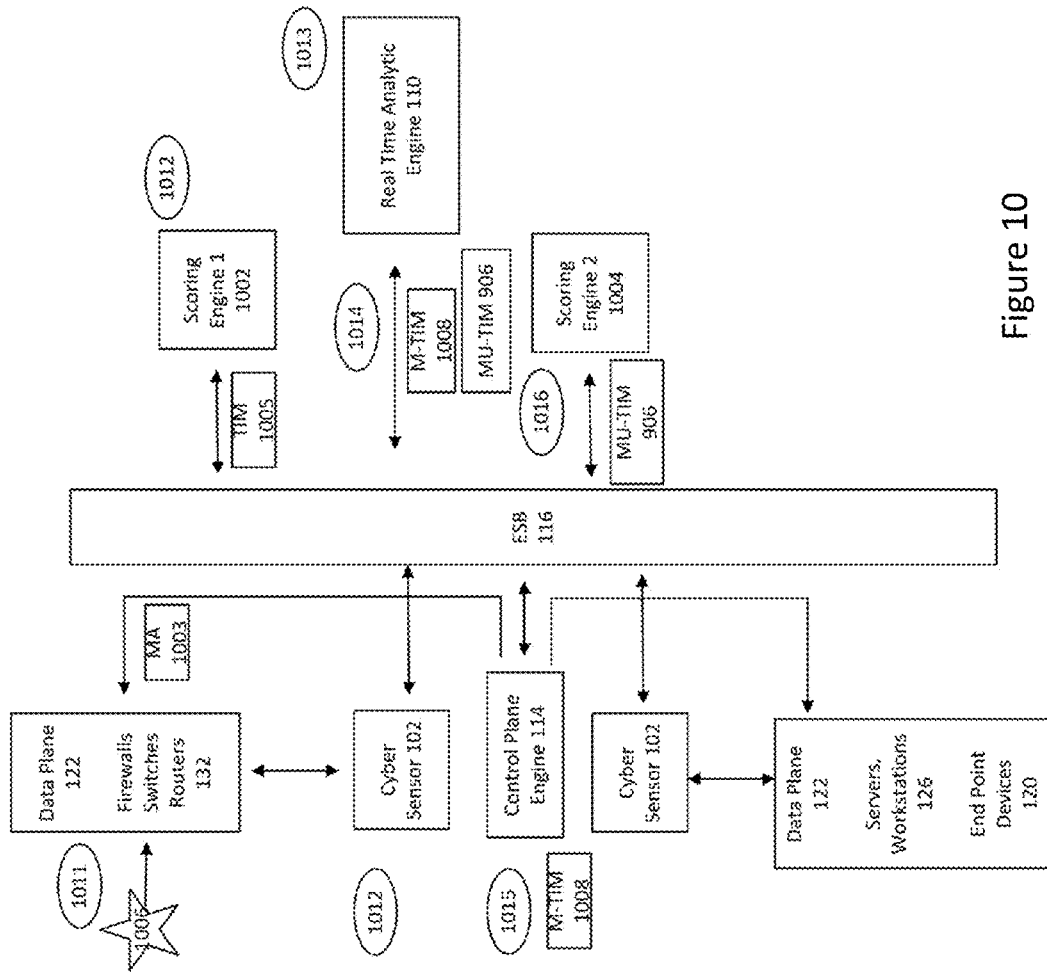 1006
1011
Data Plane
122
Firewalls
Switches
Routers
132
MA
1003
1012
Cyber
Sensor 102
1015
M-TIM
1008
Control Plane
Engine 114
Cyber
Sensor 102
Data Plane
122
Servers,
Workstations
126
End Point
Devices
120
ESB
116
TIM
1005
Scoring
Engine 1
1002
1012
1014
M-TIM
1008
MU-TIM 906
Real Time Analytic
Engine 110
1013
1016
MU-TIM
906
Scoring
Engine 2
1004
Figure 10